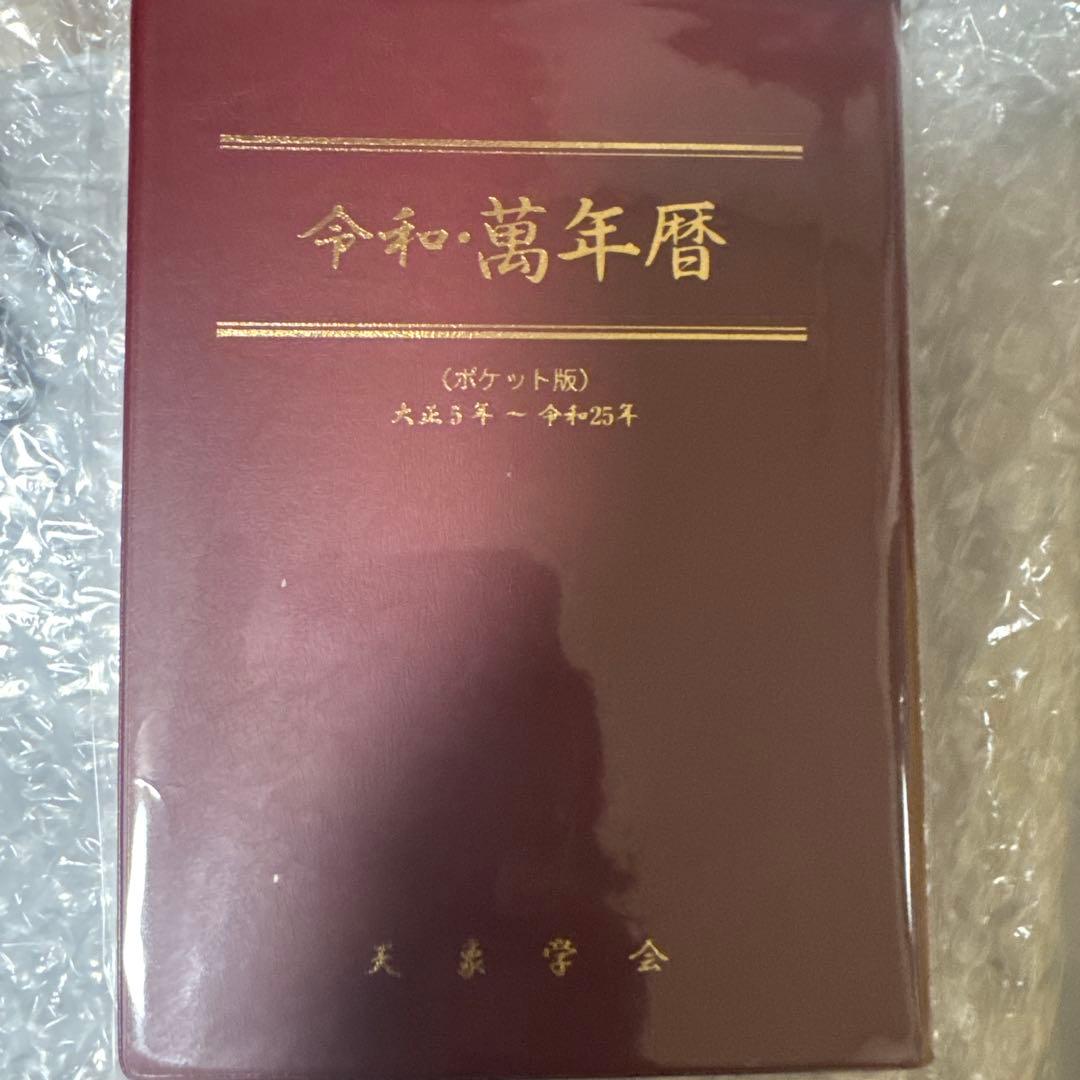 令和・萬年暦
（ポケット版）
大正5年～令和25年
天象学会